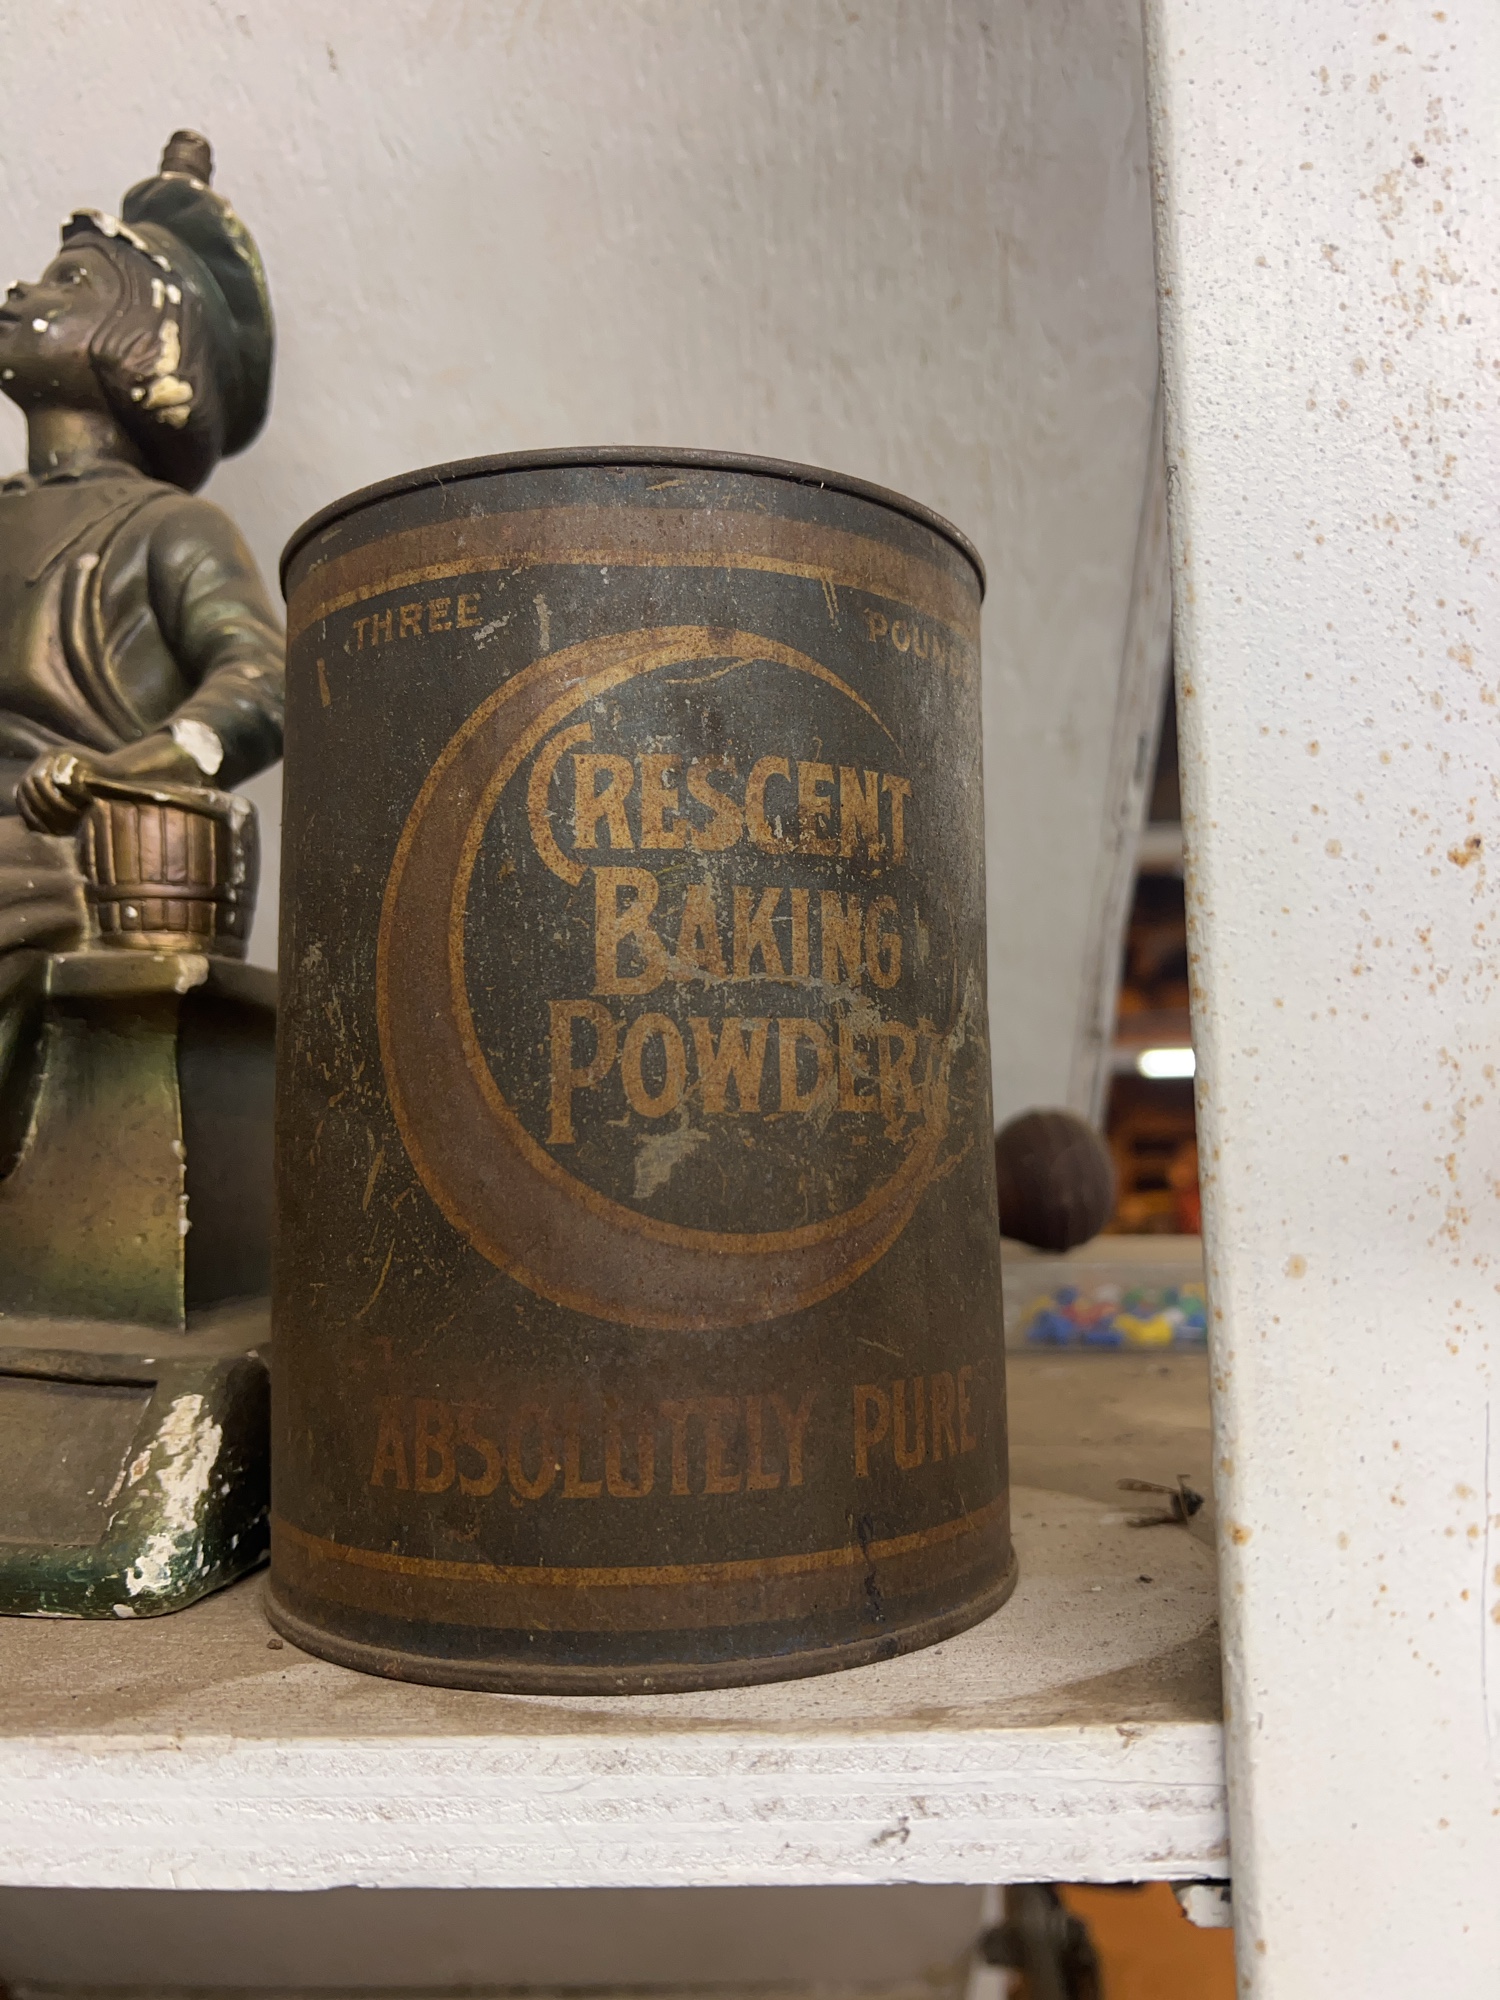 THREE POUNDS
CRESCENT
BAKING
POWDER
ABSOLUTELY PURE